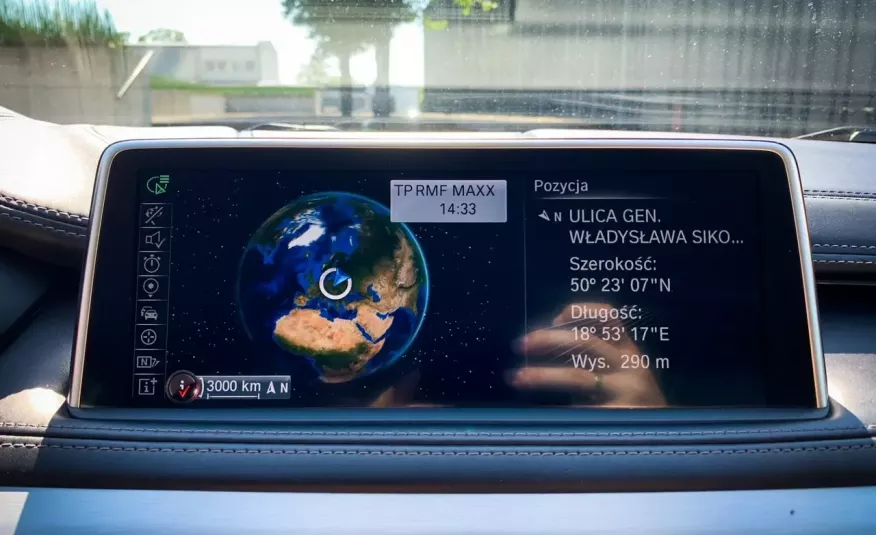 TP RMF MAXX
14:33
Pozycja
N ULICA GEN.
WŁADYSŁAWA SIKO...
Szerokość:
50° 23' 07"N
Długość:
18° 53' 17"E
Wys. 290 m
3000 km N